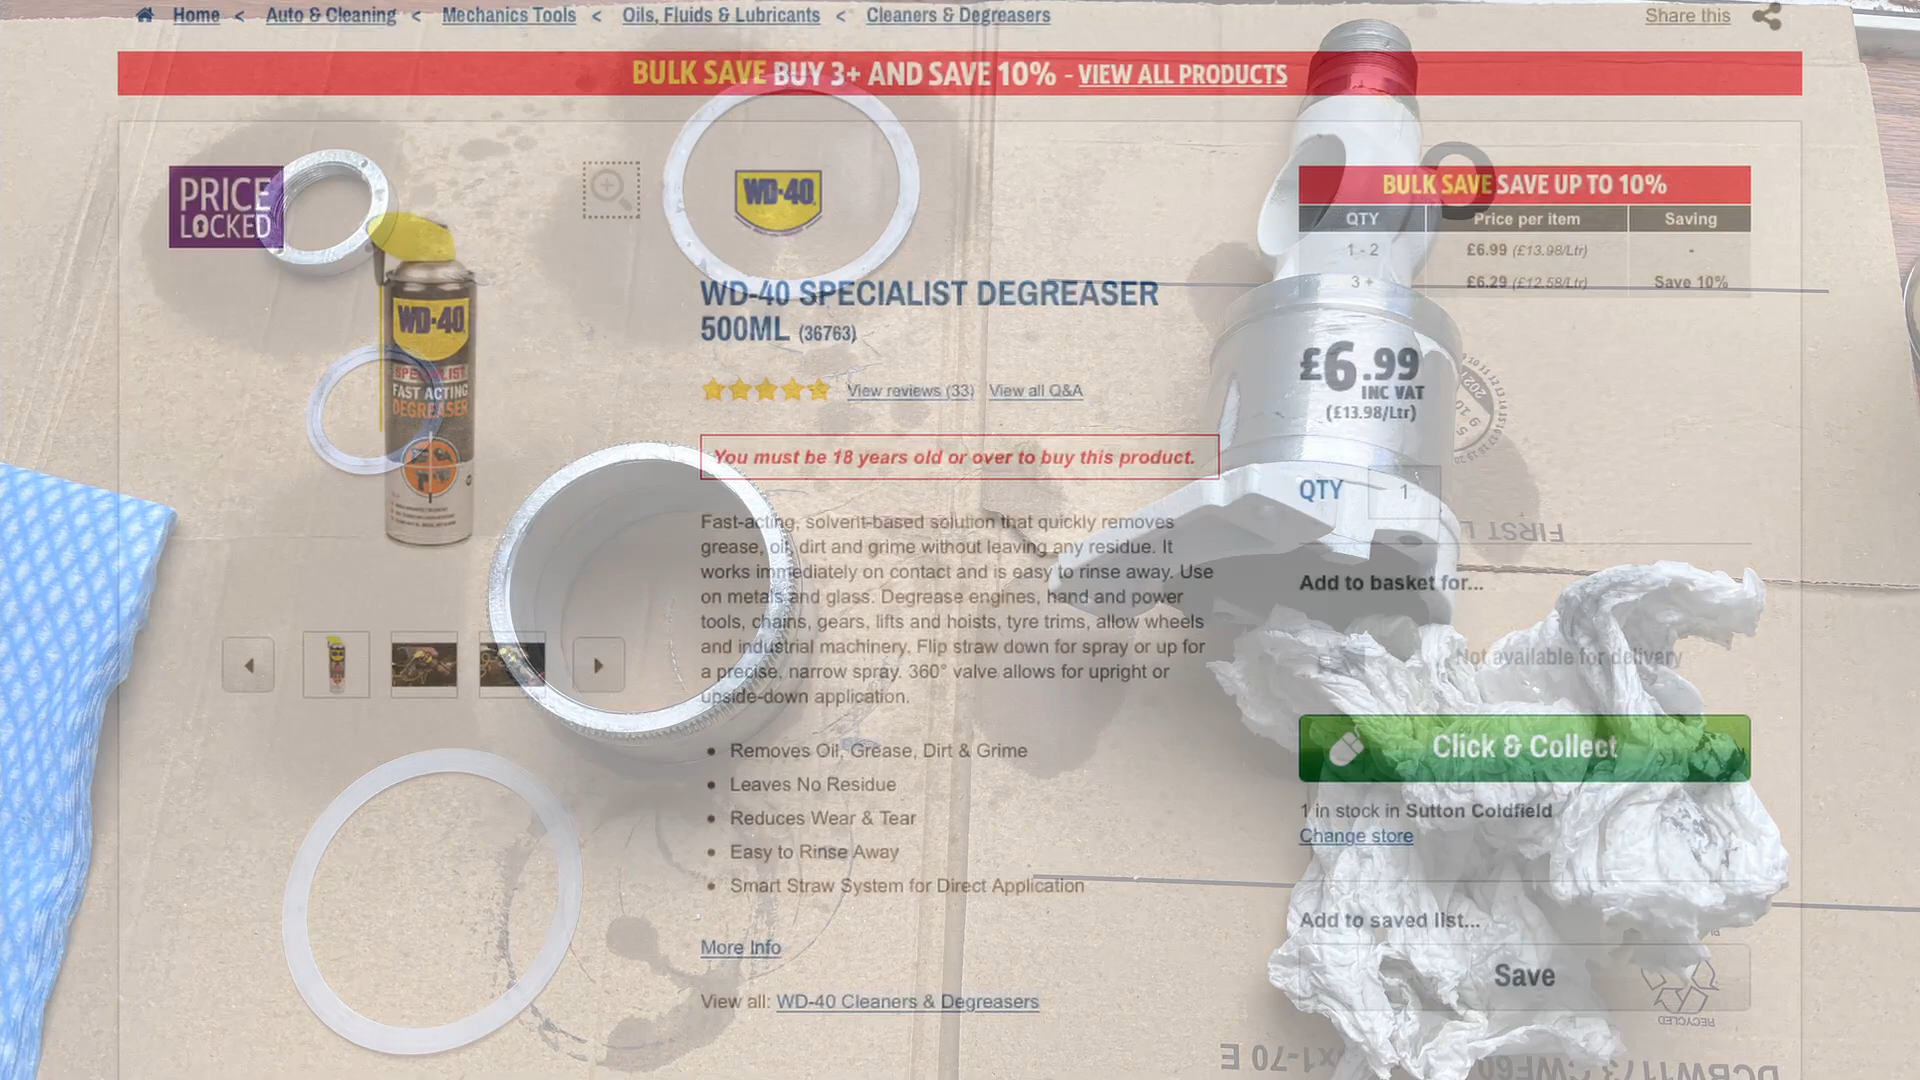 Home < Auto & Cleaning < Mechanics Tools < Oils, Fluids & Lubricants < Cleaners & Degreasers
Share this
BULK SAVE BUY 3+ AND SAVE 10% - VIEW ALL PRODUCTS
PRICE
LOCKED
WD-40
WD-40
SPECIALIST
FAST ACTING
DEGREASER
WD-40 SPECIALIST DEGREASER
500ML (36763)
View reviews (33) View all Q&A
You must be 18 years old or over to buy this product.
Fast-acting, solvent-based solution that quickly removes
grease, oil, dirt and grime without leaving any residue. It
works immediately on contact and is easy to rinse away. Use
on metals and glass. Degrease engines, hand and power
tools, chains, gears, lifts and hoists, tyre trims, allow wheels
and industrial machinery. Flip straw down for spray or up for
a precise, narrow spray. 360° valve allows for upright or
upside-down application.
• Removes Oil, Grease, Dirt & Grime
• Leaves No Residue
• Reduces Wear & Tear
• Easy to Rinse Away
• Smart Straw System for Direct Application
More Info
View all: WD-40 Cleaners & Degreasers
BULK SAVE SAVE UP TO 10%
QTY Price per item Saving
1 - 2 £6.99 (£13.98/Ltr) -
3 + £6.29 (£12.58/Ltr) Save 10%
£6.99
INC VAT
(£13.98/Ltr)
QTY 1
FIRST
Add to basket for...
Not available for delivery
Click & Collect
1 in stock in Sutton Coldfield
Change store
Add to saved list...
Save
RECYCLED